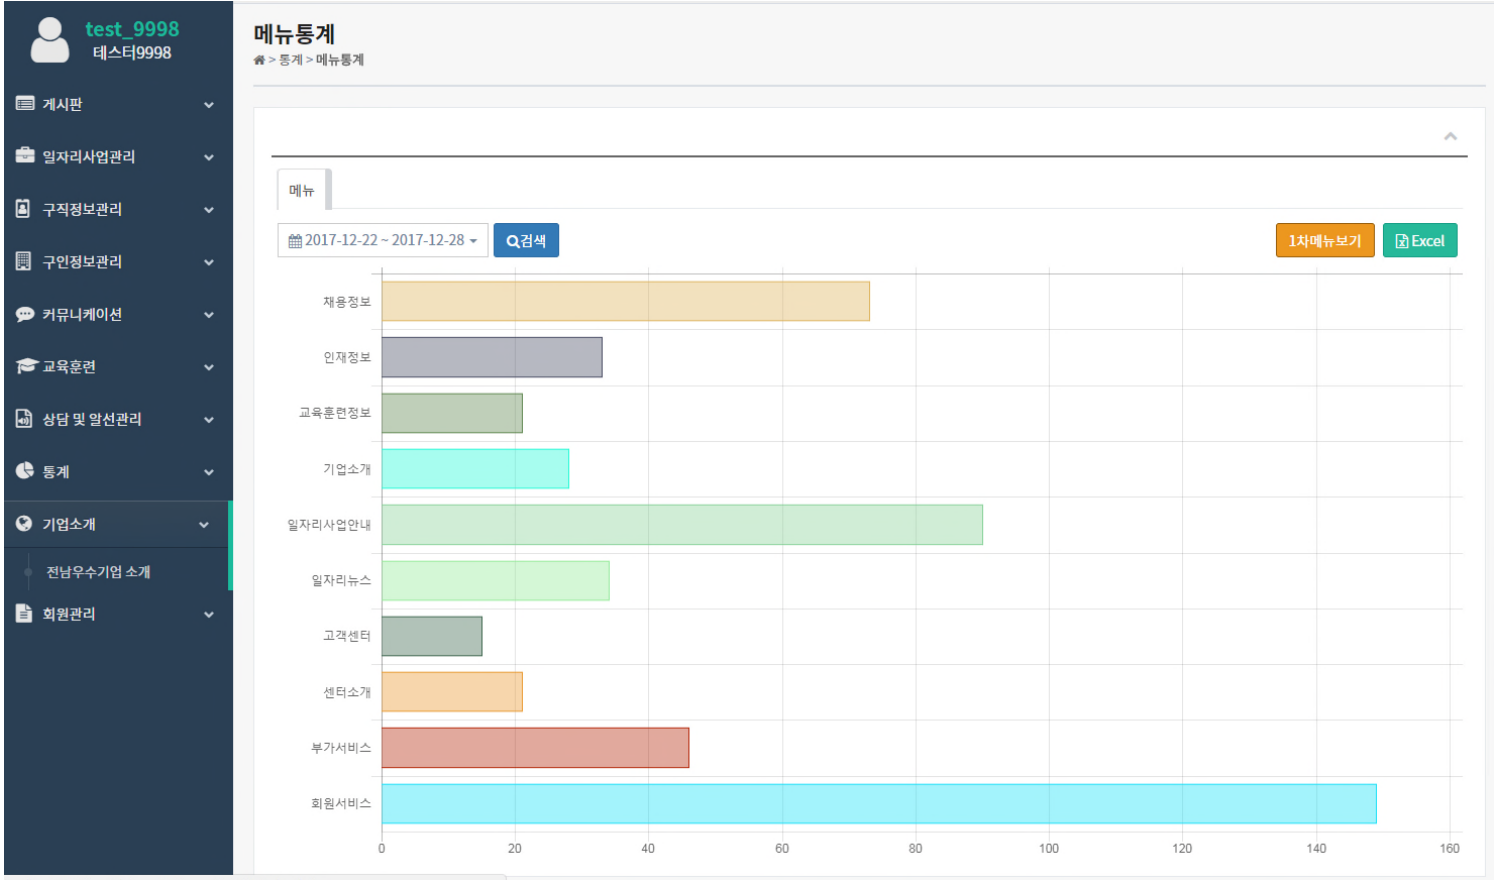 test_9998
테스터9998
게시판
일자리사업관리
구직정보관리
구인정보관리
커뮤니케이션
교육훈련
상담 및 알선관리
통계
기업소개
전남우수기업 소개
회원관리
메뉴통계
> 통계 > 메뉴통계
메뉴
2017-12-22 ~ 2017-12-28
검색
1차메뉴보기
Excel
채용정보
인재정보
교육훈련정보
기업소개
일자리사업안내
일자리뉴스
고객센터
센터소개
부가서비스
회원서비스
0 20 40 60 80 100 120 140 160